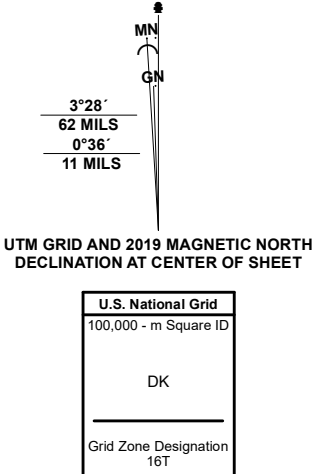 MN
GN
3°28´
62 MILS
0°36´
11 MILS
UTM GRID AND 2019 MAGNETIC NORTH
DECLINATION AT CENTER OF SHEET
U.S. National Grid
100,000 - m Square ID
DK
Grid Zone Designation
16T